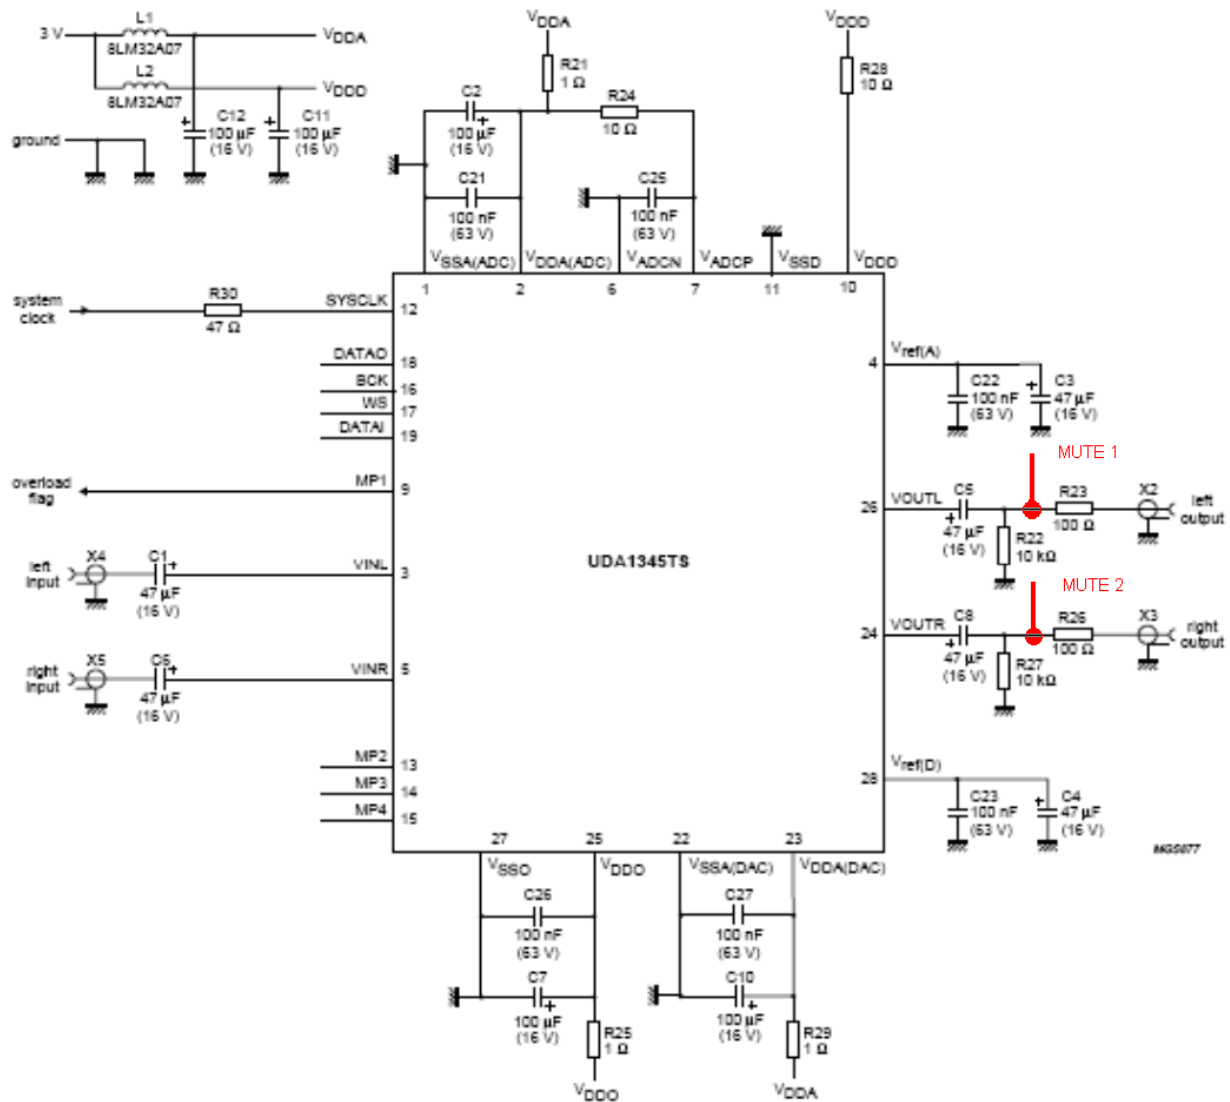 L1
3 V
VDDA
8LM32A07
L2
VDDD
8LM32A07
C12
100 µF
(16 V)
C11
100 µF
(16 V)
ground
VDDA
R21
1 Ω
C2
100 µF
(16 V)
R24
10 Ω
C21
100 nF
(63 V)
C25
100 nF
(63 V)
VDDD
R28
10 Ω
VSSA(ADC)
VDDA(ADC)
VADCN
VADCP
VSSD
VDDD
1
2
6
7
11
10
system
clock
R30
47 Ω
SYSCLK
12
DATAO
18
BCK
16
WS
17
DATAI
19
overload
flag
MP1
9
left
input
X4
C1
47 µF
(16 V)
VINL
3
right
input
X5
C6
47 µF
(16 V)
VINR
5
MP2
13
MP3
14
MP4
15
UDA1345TS
4
Vref(A)
C22
100 nF
(63 V)
C3
47 µF
(16 V)
MUTE 1
26
VOUTL
C5
47 µF
(16 V)
R22
10 kΩ
R23
100 Ω
X2
left
output
MUTE 2
24
VOUTR
C8
47 µF
(16 V)
R27
10 kΩ
R26
100 Ω
X3
right
output
28
Vref(D)
C23
100 nF
(63 V)
C4
47 µF
(16 V)
MGS877
27
25
22
23
VSSO
VDDO
VSSA(DAC)
VDDA(DAC)
C26
100 nF
(63 V)
C27
100 nF
(63 V)
C7
100 µF
(16 V)
C10
100 µF
(16 V)
R25
1 Ω
R29
1 Ω
VDDO
VDDA